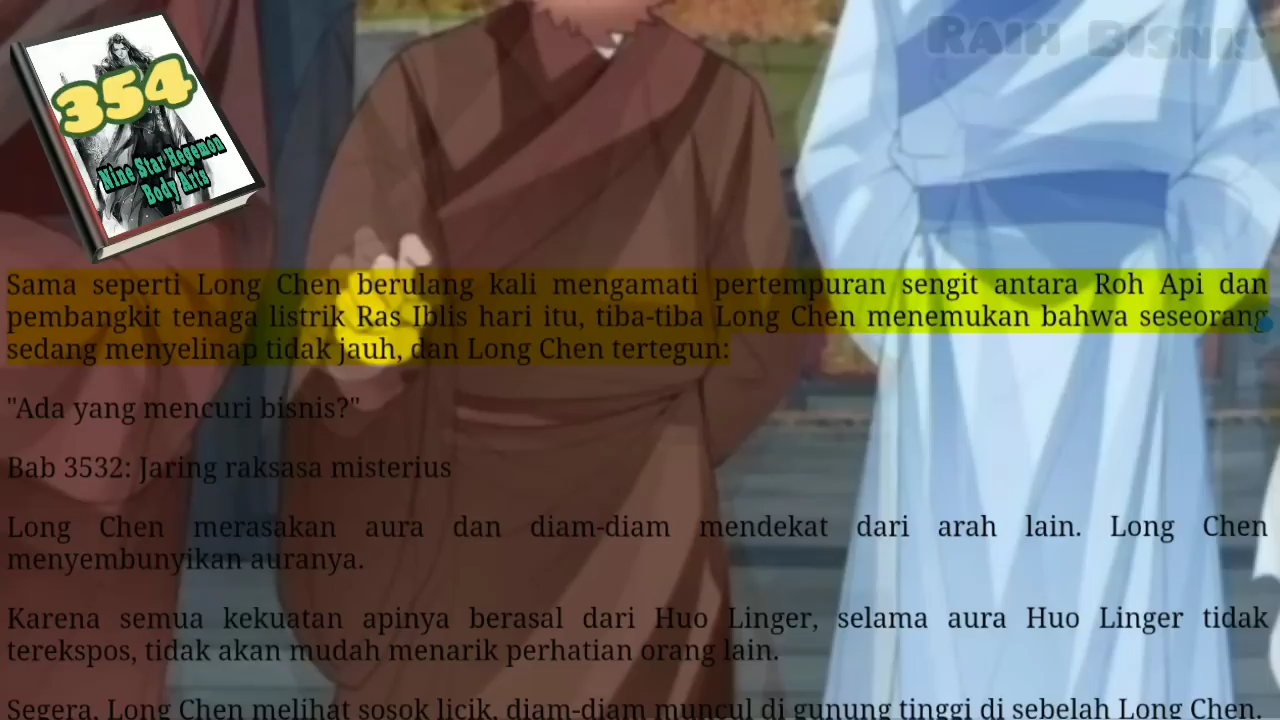 RAIH BISNIS
354
Nine Star Hegemon
Body Arts
Sama seperti Long Chen berulang kali mengamati pertempuran sengit antara Roh Api dan
pembangkit tenaga listrik Ras Iblis hari itu, tiba-tiba Long Chen menemukan bahwa seseorang
sedang menyelinap tidak jauh, dan Long Chen tertegun:
"Ada yang mencuri bisnis?"
Bab 3532: Jaring raksasa misterius
Long Chen merasakan aura dan diam-diam mendekat dari arah lain. Long Chen
menyembunyikan auranya.
Karena semua kekuatan apinya berasal dari Huo Linger, selama aura Huo Linger tidak
terekspos, tidak akan mudah menarik perhatian orang lain.
Segera, Long Chen melihat sosok licik, diam-diam muncul di gunung tinggi di sebelah Long Chen.